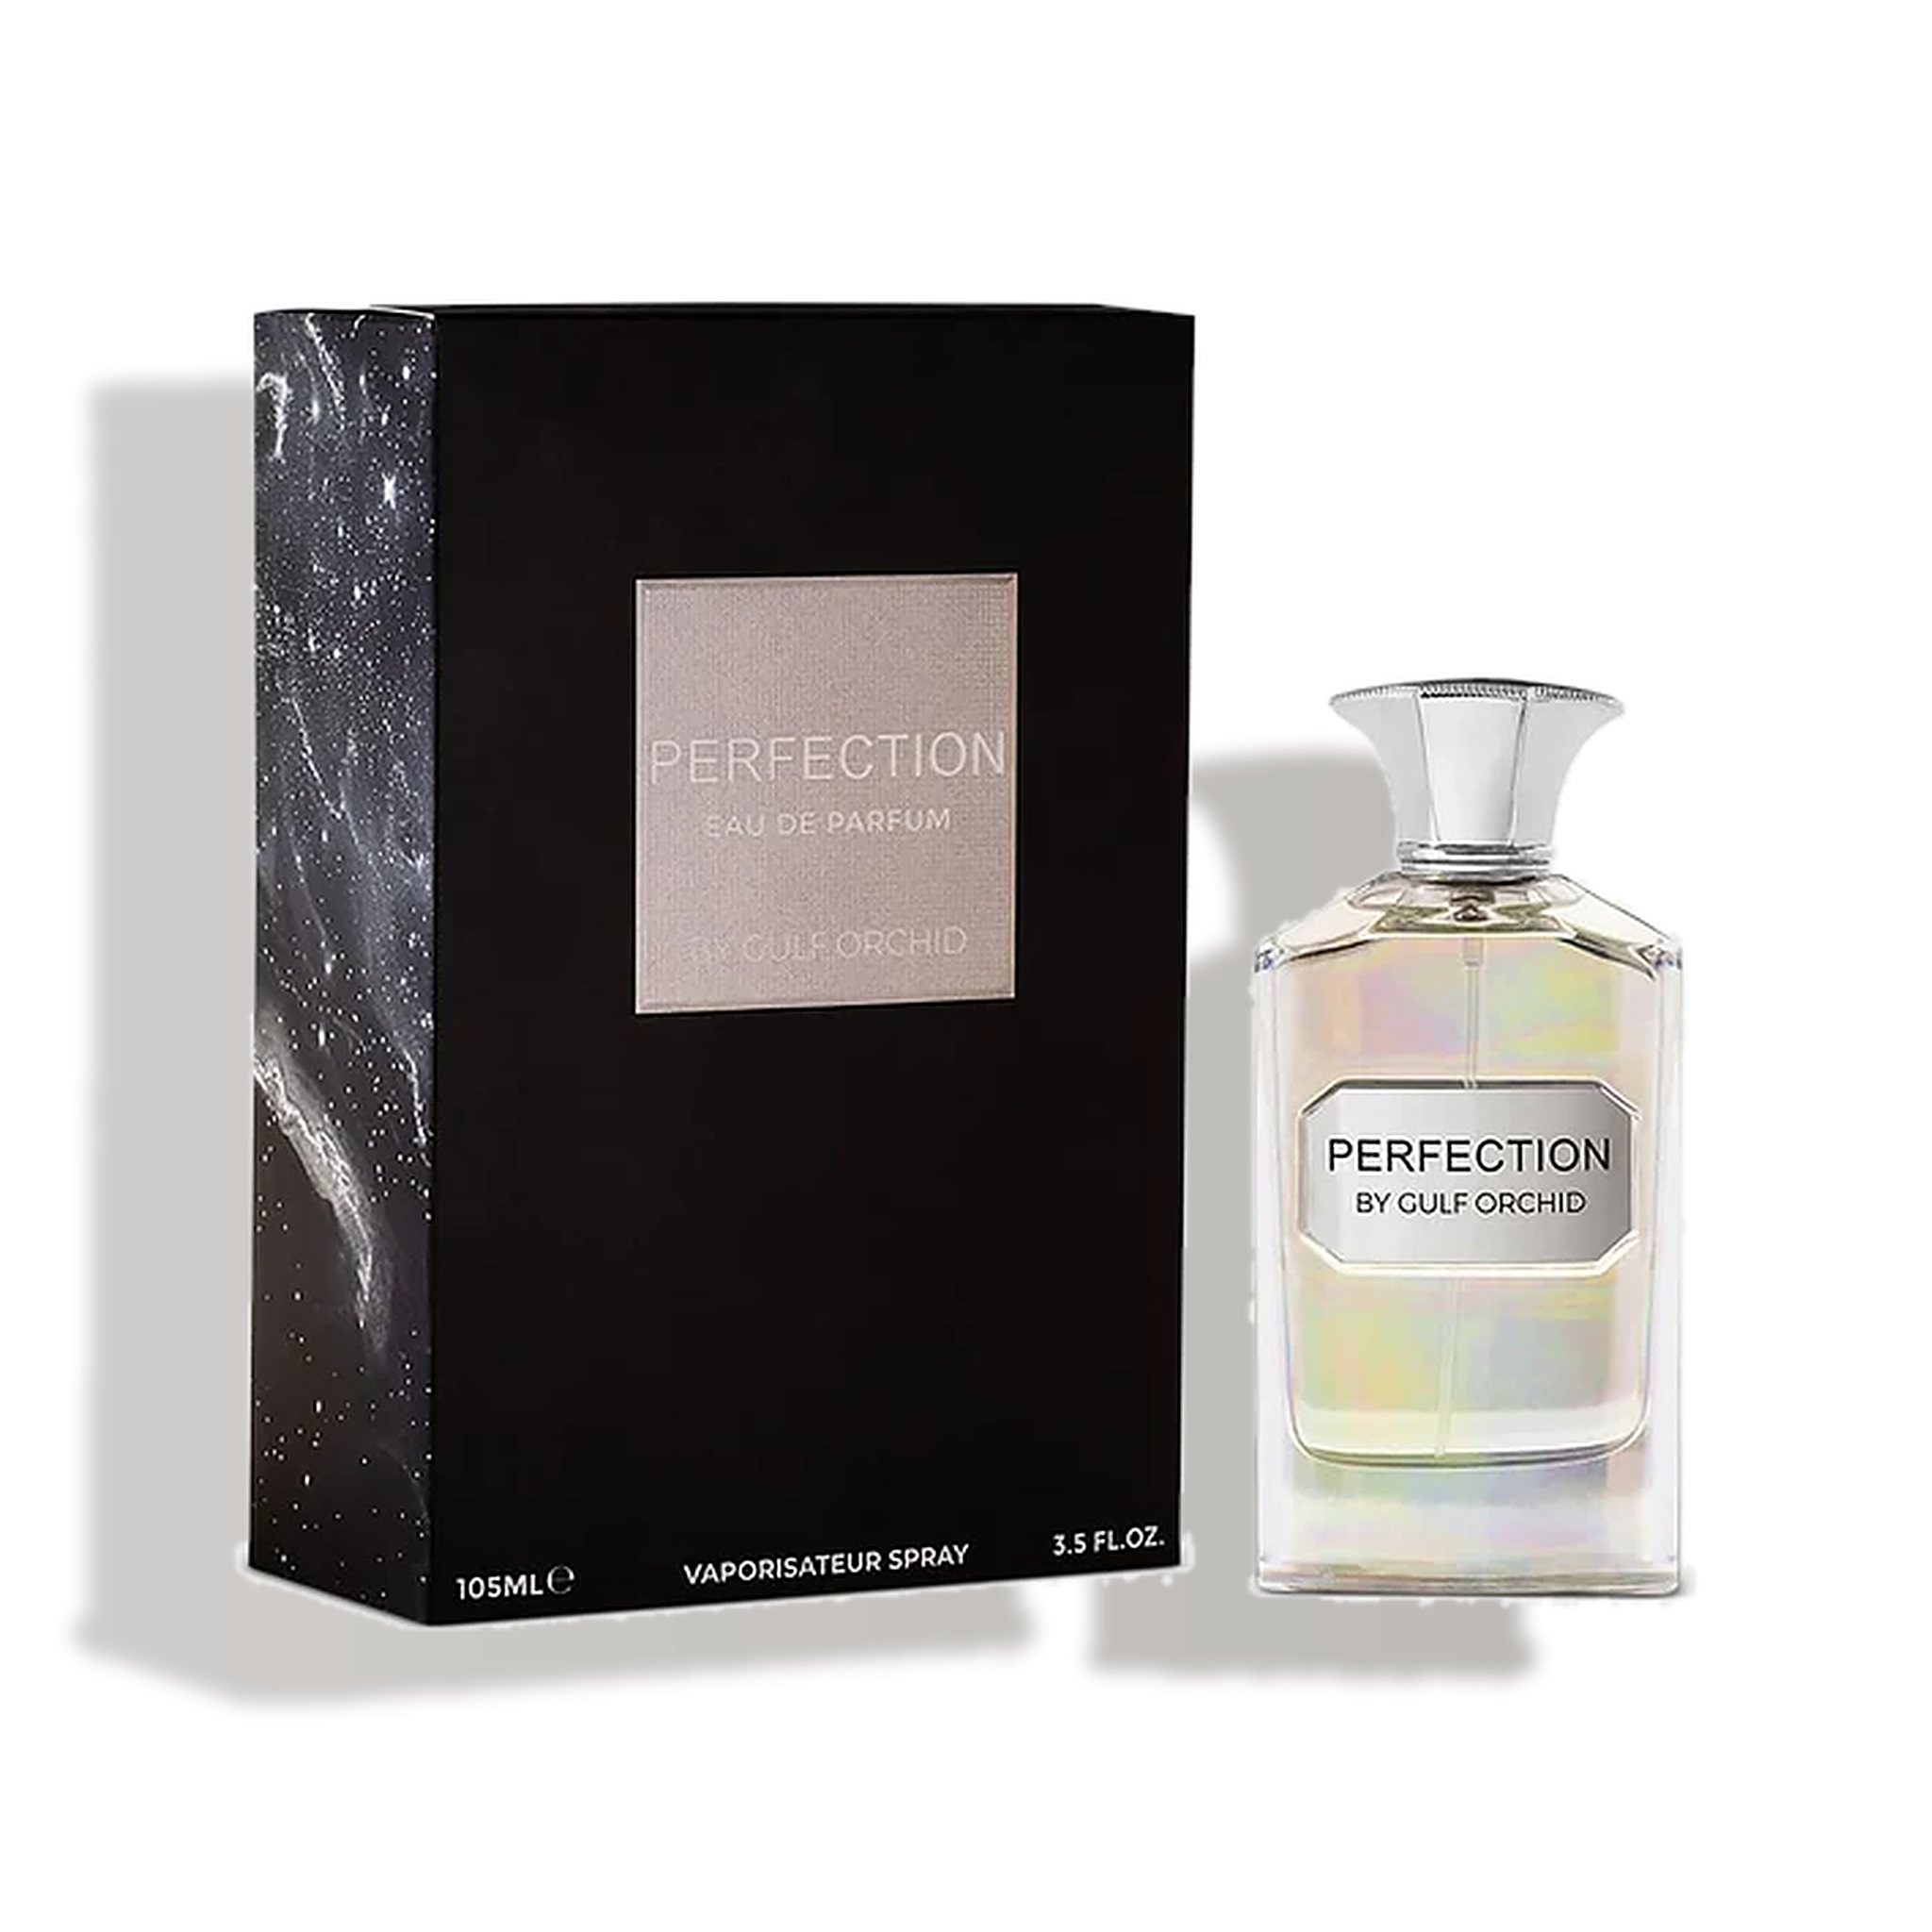 PERFECTION
EAU DE PARFUM
BY GULF ORCHID
105ML ℮
VAPORISATEUR SPRAY
3.5 FL.OZ.
PERFECTION
BY GULF ORCHID